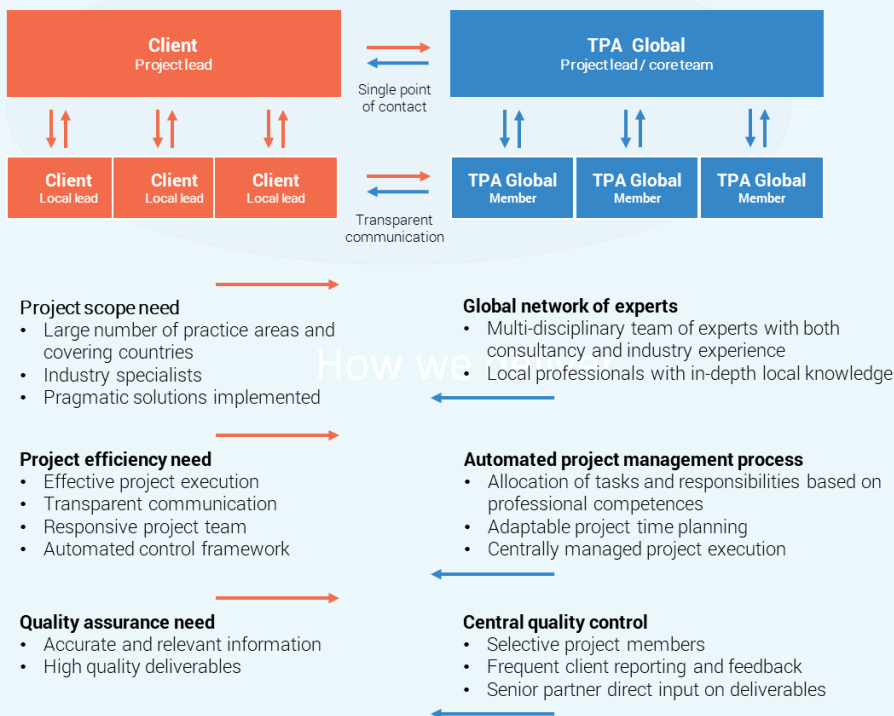 Client
Project lead
TPA Global
Project lead / core team
Single point
of contact
Client
Local lead
Client
Local lead
Client
Local lead
TPA Global
Member
TPA Global
Member
TPA Global
Member
Transparent
communication
Project scope need
• Large number of practice areas and
covering countries
• Industry specialists
• Pragmatic solutions implemented
Global network of experts
• Multi-disciplinary team of experts with both
consultancy and industry experience
• Local professionals with in-depth local knowledge
How we deliver
Project efficiency need
• Effective project execution
• Transparent communication
• Responsive project team
• Automated control framework
Automated project management process
• Allocation of tasks and responsibilities based on
professional competences
• Adaptable project time planning
• Centrally managed project execution
Quality assurance need
• Accurate and relevant information
• High quality deliverables
Central quality control
• Selective project members
• Frequent client reporting and feedback
• Senior partner direct input on deliverables